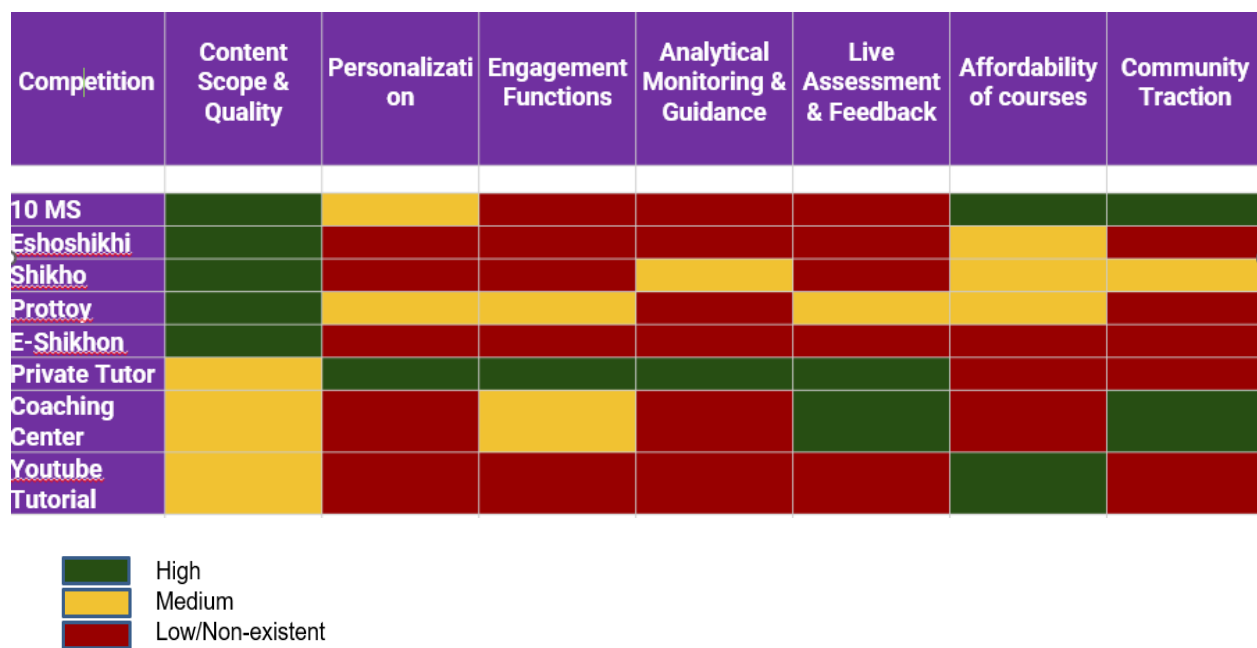 Competition
Content
Scope &
Quality
Personalizati
on
Engagement
Functions
Analytical
Monitoring &
Guidance
Live
Assessment
& Feedback
Affordability
of courses
Community
Traction
10 MS
Eshoshikhi
Shikho
Prottoy
E-Shikhon
Private Tutor
Coaching
Center
Youtube
Tutorial
High
Medium
Low/Non-existent